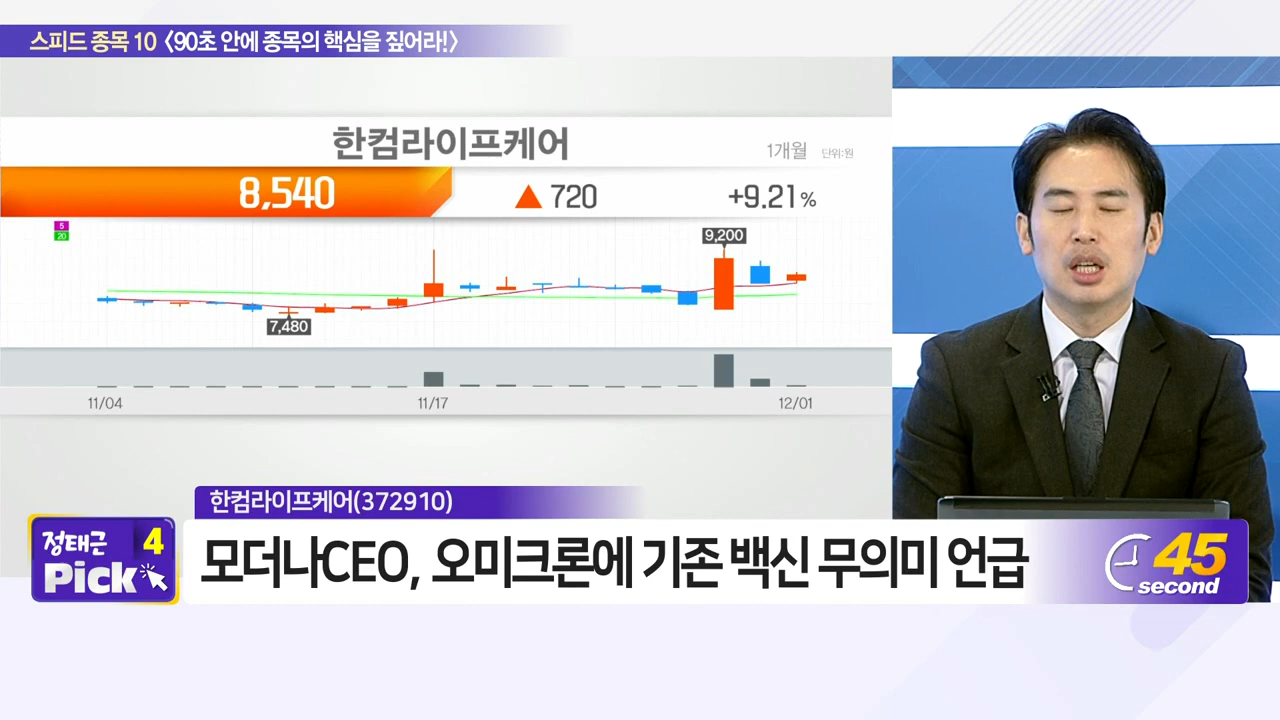 스피드 종목 10 〈90초 안에 종목의 핵심을 짚어라!〉
한컴라이프케어
1개월 단위:원
8,540 ▲ 720 +9.21%
5
20
9,200
7,480
11/04 11/17 12/01
한컴라이프케어(372910)
정태근 4
Pick
모더나CEO, 오미크론에 기존 백신 무의미 언급
45
second